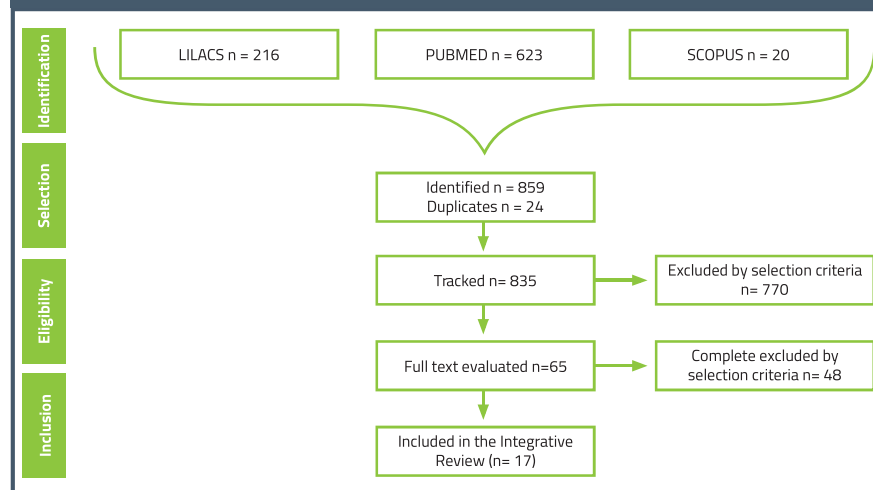 Identification
LILACS n = 216
PUBMED n = 623
SCOPUS n = 20
Selection
Identified n = 859
Duplicates n = 24
Eligibility
Tracked n= 835
Excluded by selection criteria
n= 770
Full text evaluated n=65
Complete excluded by
selection criteria n= 48
Inclusion
Included in the Integrative
Review (n= 17)